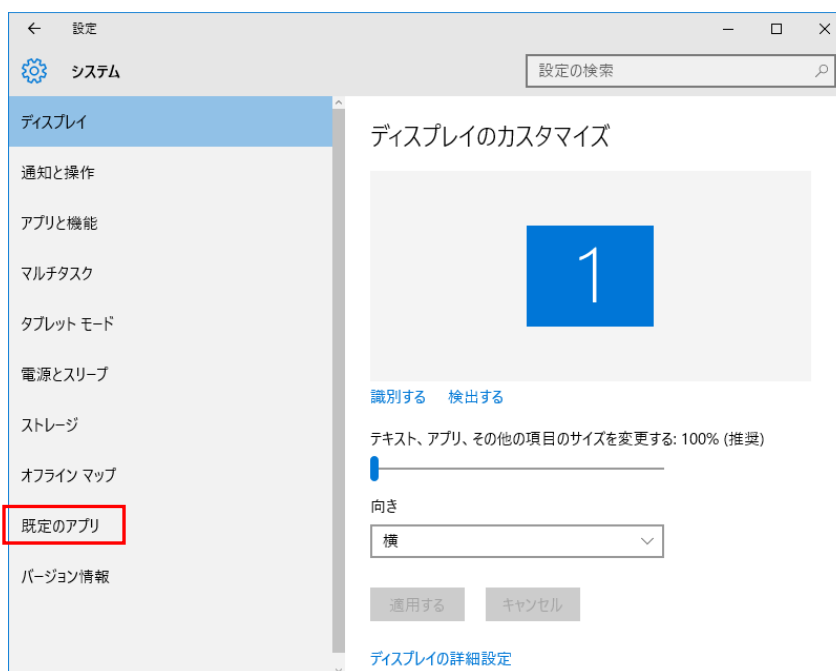 設定
システム
設定の検索
ディスプレイ
通知と操作
アプリと機能
マルチタスク
タブレット モード
電源とスリープ
ストレージ
オフライン マップ
既定のアプリ
バージョン情報
ディスプレイのカスタマイズ
1
識別する 検出する
テキスト、アプリ、その他の項目のサイズを変更する: 100% (推奨)
向き
横
適用する キャンセル
ディスプレイの詳細設定